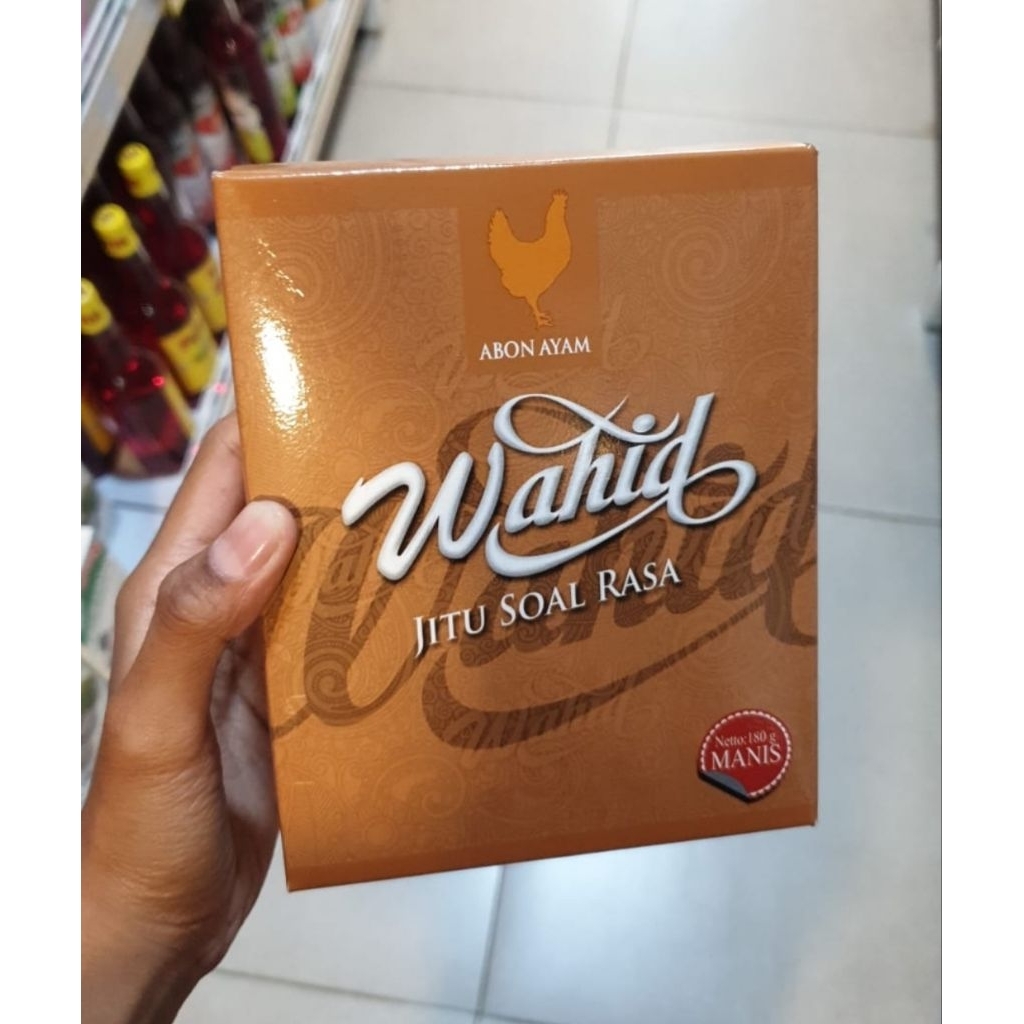 ABON AYAM
Wahid
JITU SOAL RASA
Netto: 180 g
MANIS